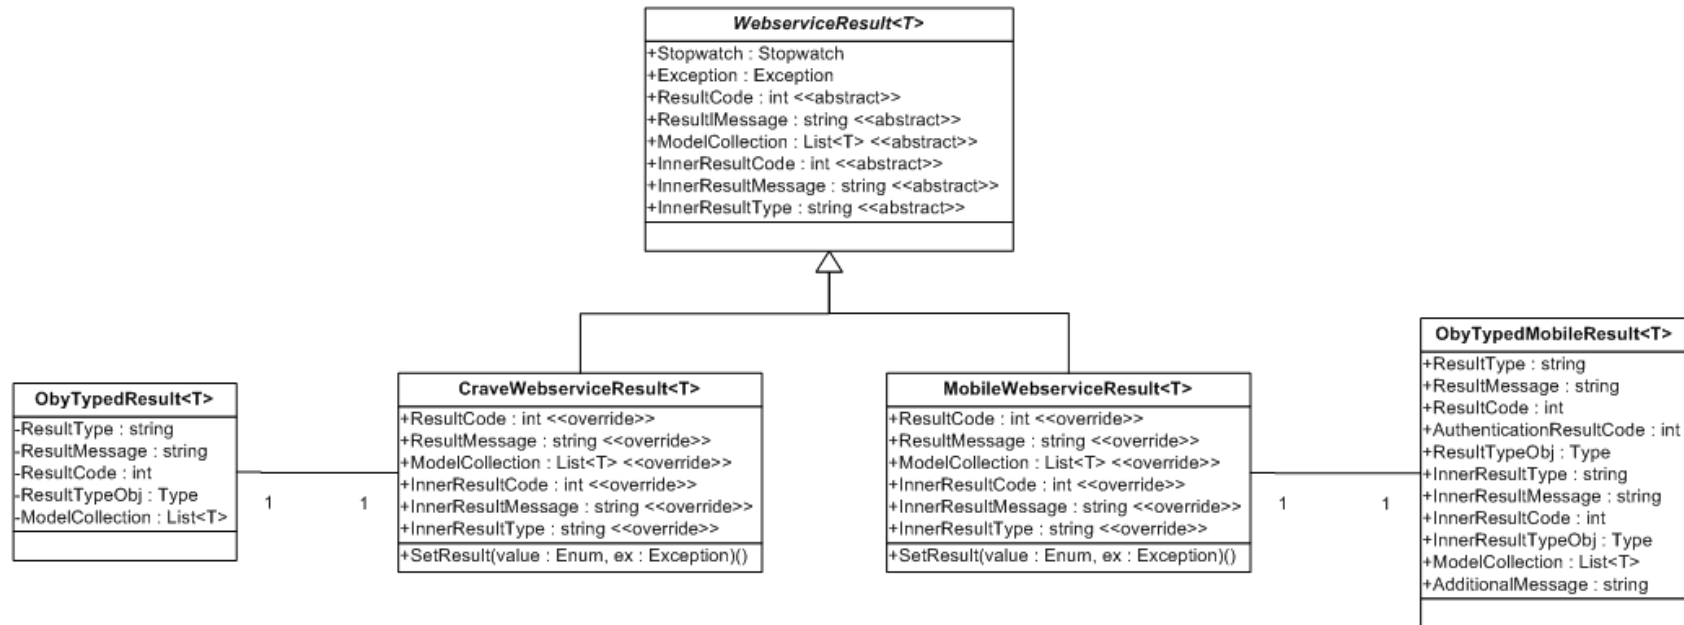 WebserviceResult<T>
+Stopwatch : Stopwatch
+Exception : Exception
+ResultCode : int <<abstract>>
+ResultlMessage : string <<abstract>>
+ModelCollection : List<T> <<abstract>>
+InnerResultCode : int <<abstract>>
+InnerResultMessage : string <<abstract>>
+InnerResultType : string <<abstract>>
ObyTypedResult<T>
-ResultType : string
-ResultMessage : string
-ResultCode : int
-ResultTypeObj : Type
-ModelCollection : List<T>
1
1
CraveWebserviceResult<T>
+ResultCode : int <<override>>
+ResultMessage : string <<override>>
+ModelCollection : List<T> <<override>>
+InnerResultCode : int <<override>>
+InnerResultMessage : string <<override>>
+InnerResultType : string <<override>>
+SetResult(value : Enum, ex : Exception)()
MobileWebserviceResult<T>
+ResultCode : int <<override>>
+ResultMessage : string <<override>>
+ModelCollection : List<T> <<override>>
+InnerResultCode : int <<override>>
+InnerResultMessage : string <<override>>
+InnerResultType : string <<override>>
+SetResult(value : Enum, ex : Exception)()
1
1
ObyTypedMobileResult<T>
+ResultType : string
+ResultMessage : string
+ResultCode : int
+AuthenticationResultCode : int
+ResultTypeObj : Type
+InnerResultType : string
+InnerResultMessage : string
+InnerResultCode : int
+InnerResultTypeObj : Type
+ModelCollection : List<T>
+AdditionalMessage : string